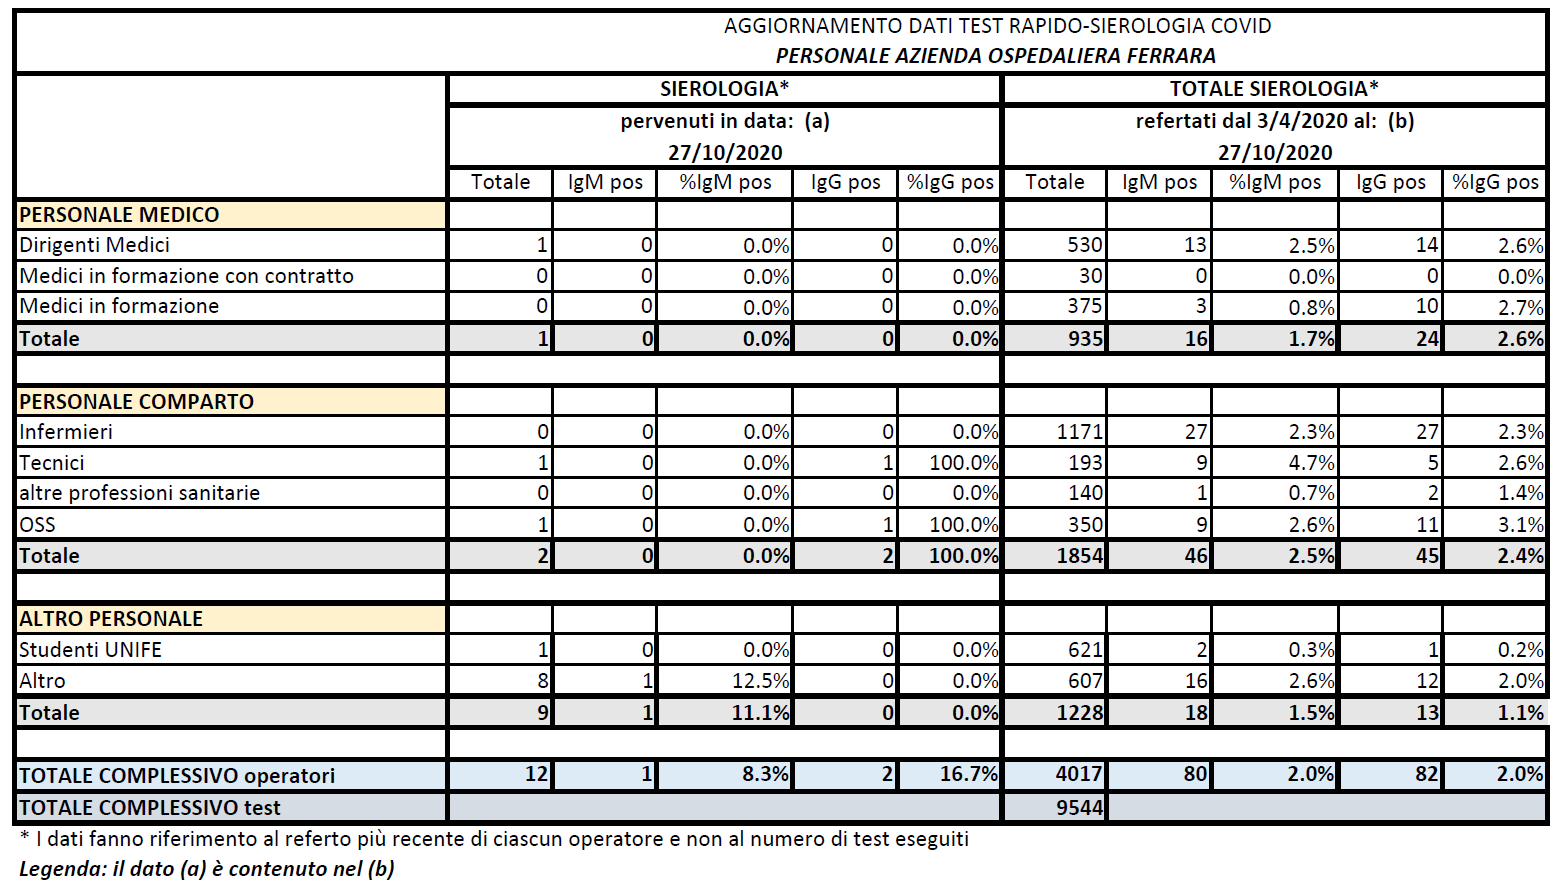 AGGIORNAMENTO DATI TEST RAPIDO-SIEROLOGIA COVID
PERSONALE AZIENDA OSPEDALIERA FERRARA
SIEROLOGIA* TOTALE SIEROLOGIA*
pervenuti in data: (a) refertati dal 3/4/2020 al: (b)
27/10/2020 27/10/2020
Totale IgM pos %IgM pos IgG pos %IgG pos Totale IgM pos %IgM pos IgG pos %IgG pos
PERSONALE MEDICO
Dirigenti Medici 1 0 0.0% 0 0.0% 530 13 2.5% 14 2.6%
Medici in formazione con contratto 0 0 0.0% 0 0.0% 30 0 0.0% 0 0.0%
Medici in formazione 0 0 0.0% 0 0.0% 375 3 0.8% 10 2.7%
Totale 1 0 0.0% 0 0.0% 935 16 1.7% 24 2.6%
PERSONALE COMPARTO
Infermieri 0 0 0.0% 0 0.0% 1171 27 2.3% 27 2.3%
Tecnici 1 0 0.0% 1 100.0% 193 9 4.7% 5 2.6%
altre professioni sanitarie 0 0 0.0% 0 0.0% 140 1 0.7% 2 1.4%
OSS 1 0 0.0% 1 100.0% 350 9 2.6% 11 3.1%
Totale 2 0 0.0% 2 100.0% 1854 46 2.5% 45 2.4%
ALTRO PERSONALE
Studenti UNIFE 1 0 0.0% 0 0.0% 621 2 0.3% 1 0.2%
Altro 8 1 12.5% 0 0.0% 607 16 2.6% 12 2.0%
Totale 9 1 11.1% 0 0.0% 1228 18 1.5% 13 1.1%
TOTALE COMPLESSIVO operatori 12 1 8.3% 2 16.7% 4017 80 2.0% 82 2.0%
TOTALE COMPLESSIVO test 9544
* I dati fanno riferimento al referto più recente di ciascun operatore e non al numero di test eseguiti
Legenda: il dato (a) è contenuto nel (b)